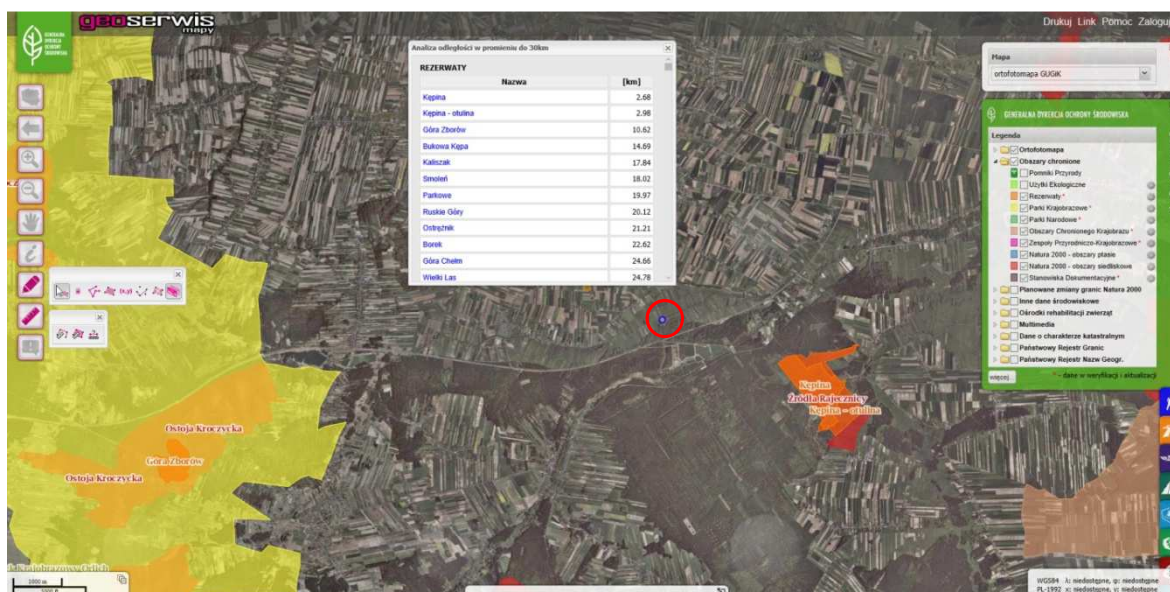 GENERALNA
DYREKCJA
OCHRONY
ŚRODOWISKA
geoserwis
mapy
Drukuj Link Pomoc Zaloguj
Analiza odległości w promieniu do 30km
REZERWATY
Nazwa [km]
Kępina 2.68
Kępina - otulina 2.98
Góra Zborów 10.62
Bukowa Kępa 14.69
Kaliszak 17.84
Smoleń 18.02
Parkowe 19.97
Ruskie Góry 20.12
Ostrężnik 21.21
Borek 22.62
Góra Chełm 24.66
Wielki Las 24.78
Mapa
ortofotomapa GUGiK
GENERALNA DYREKCJA OCHRONY ŚRODOWISKA
Legenda
Ortofotomapa
Obszary chronione
Pomniki Przyrody
Użytki Ekologiczne
Rezerwaty *
Parki Krajobrazowe *
Parki Narodowe *
Obszary Chronionego Krajobrazu *
Zespoły Przyrodniczo-Krajobrazowe *
Natura 2000 - obszary ptasie
Natura 2000 - obszary siedliskowe
Stanowiska Dokumentacyjne *
Planowane zmiany granic Natura 2000
Inne dane środowiskowe
Ośrodki rehabilitacji zwierząt
Multimedia
Dane o charakterze katastralnym
Państwowy Rejestr Granic
Państwowy Rejestr Nazw Geogr.
więcej * - dane w weryfikacji i aktualizacji
(x,y)
Kępina
Źródła Rajecznicy
Kępina - otulina
Ostoja Kroczycka
Góra Zborów
Ostoja Kroczycka
1000 m
WGS84 λ: niedostępne, φ: niedostępne
PL-1992 x: niedostępne, y: niedostępne